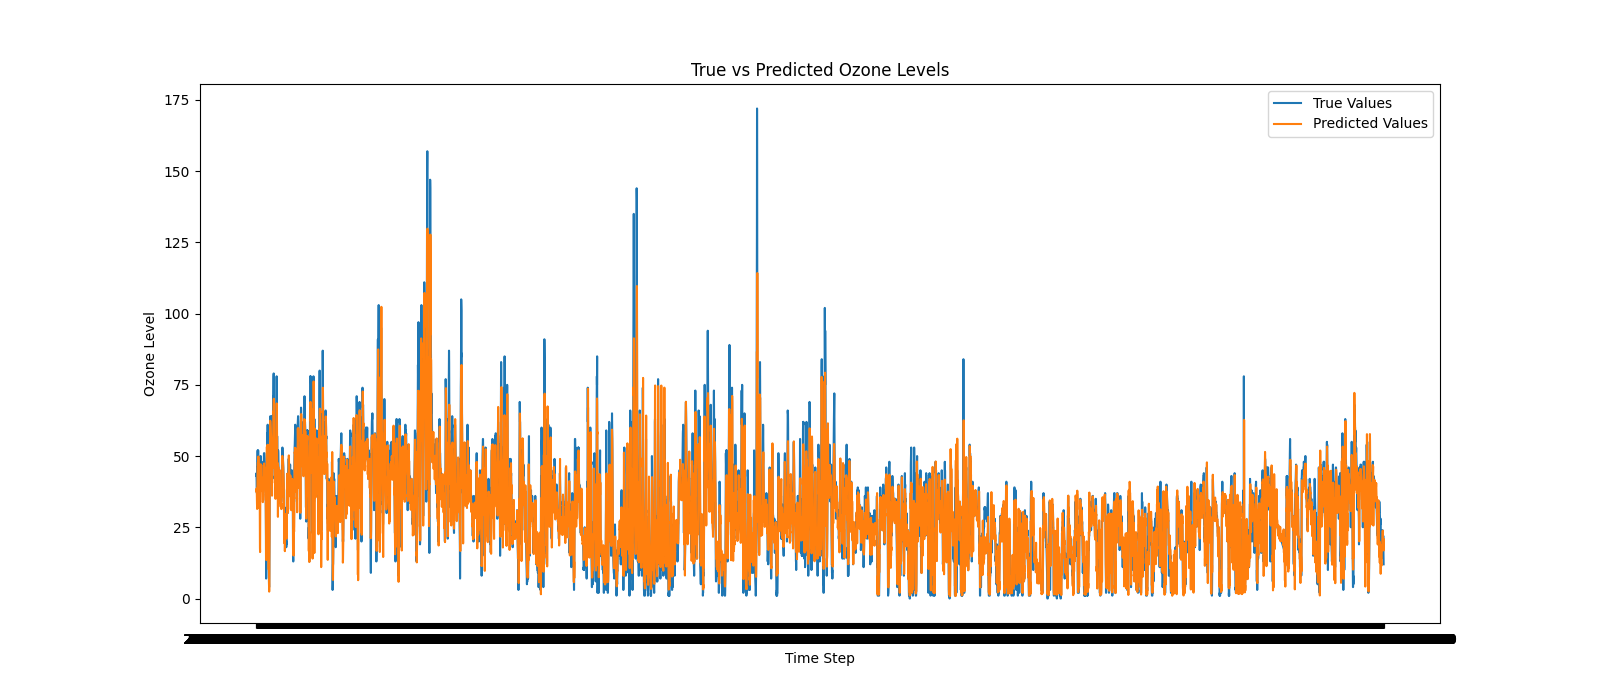 True vs Predicted Ozone Levels
True Values
Predicted Values
175
150
125
100
75
50
25
0
Ozone Level
Time Step